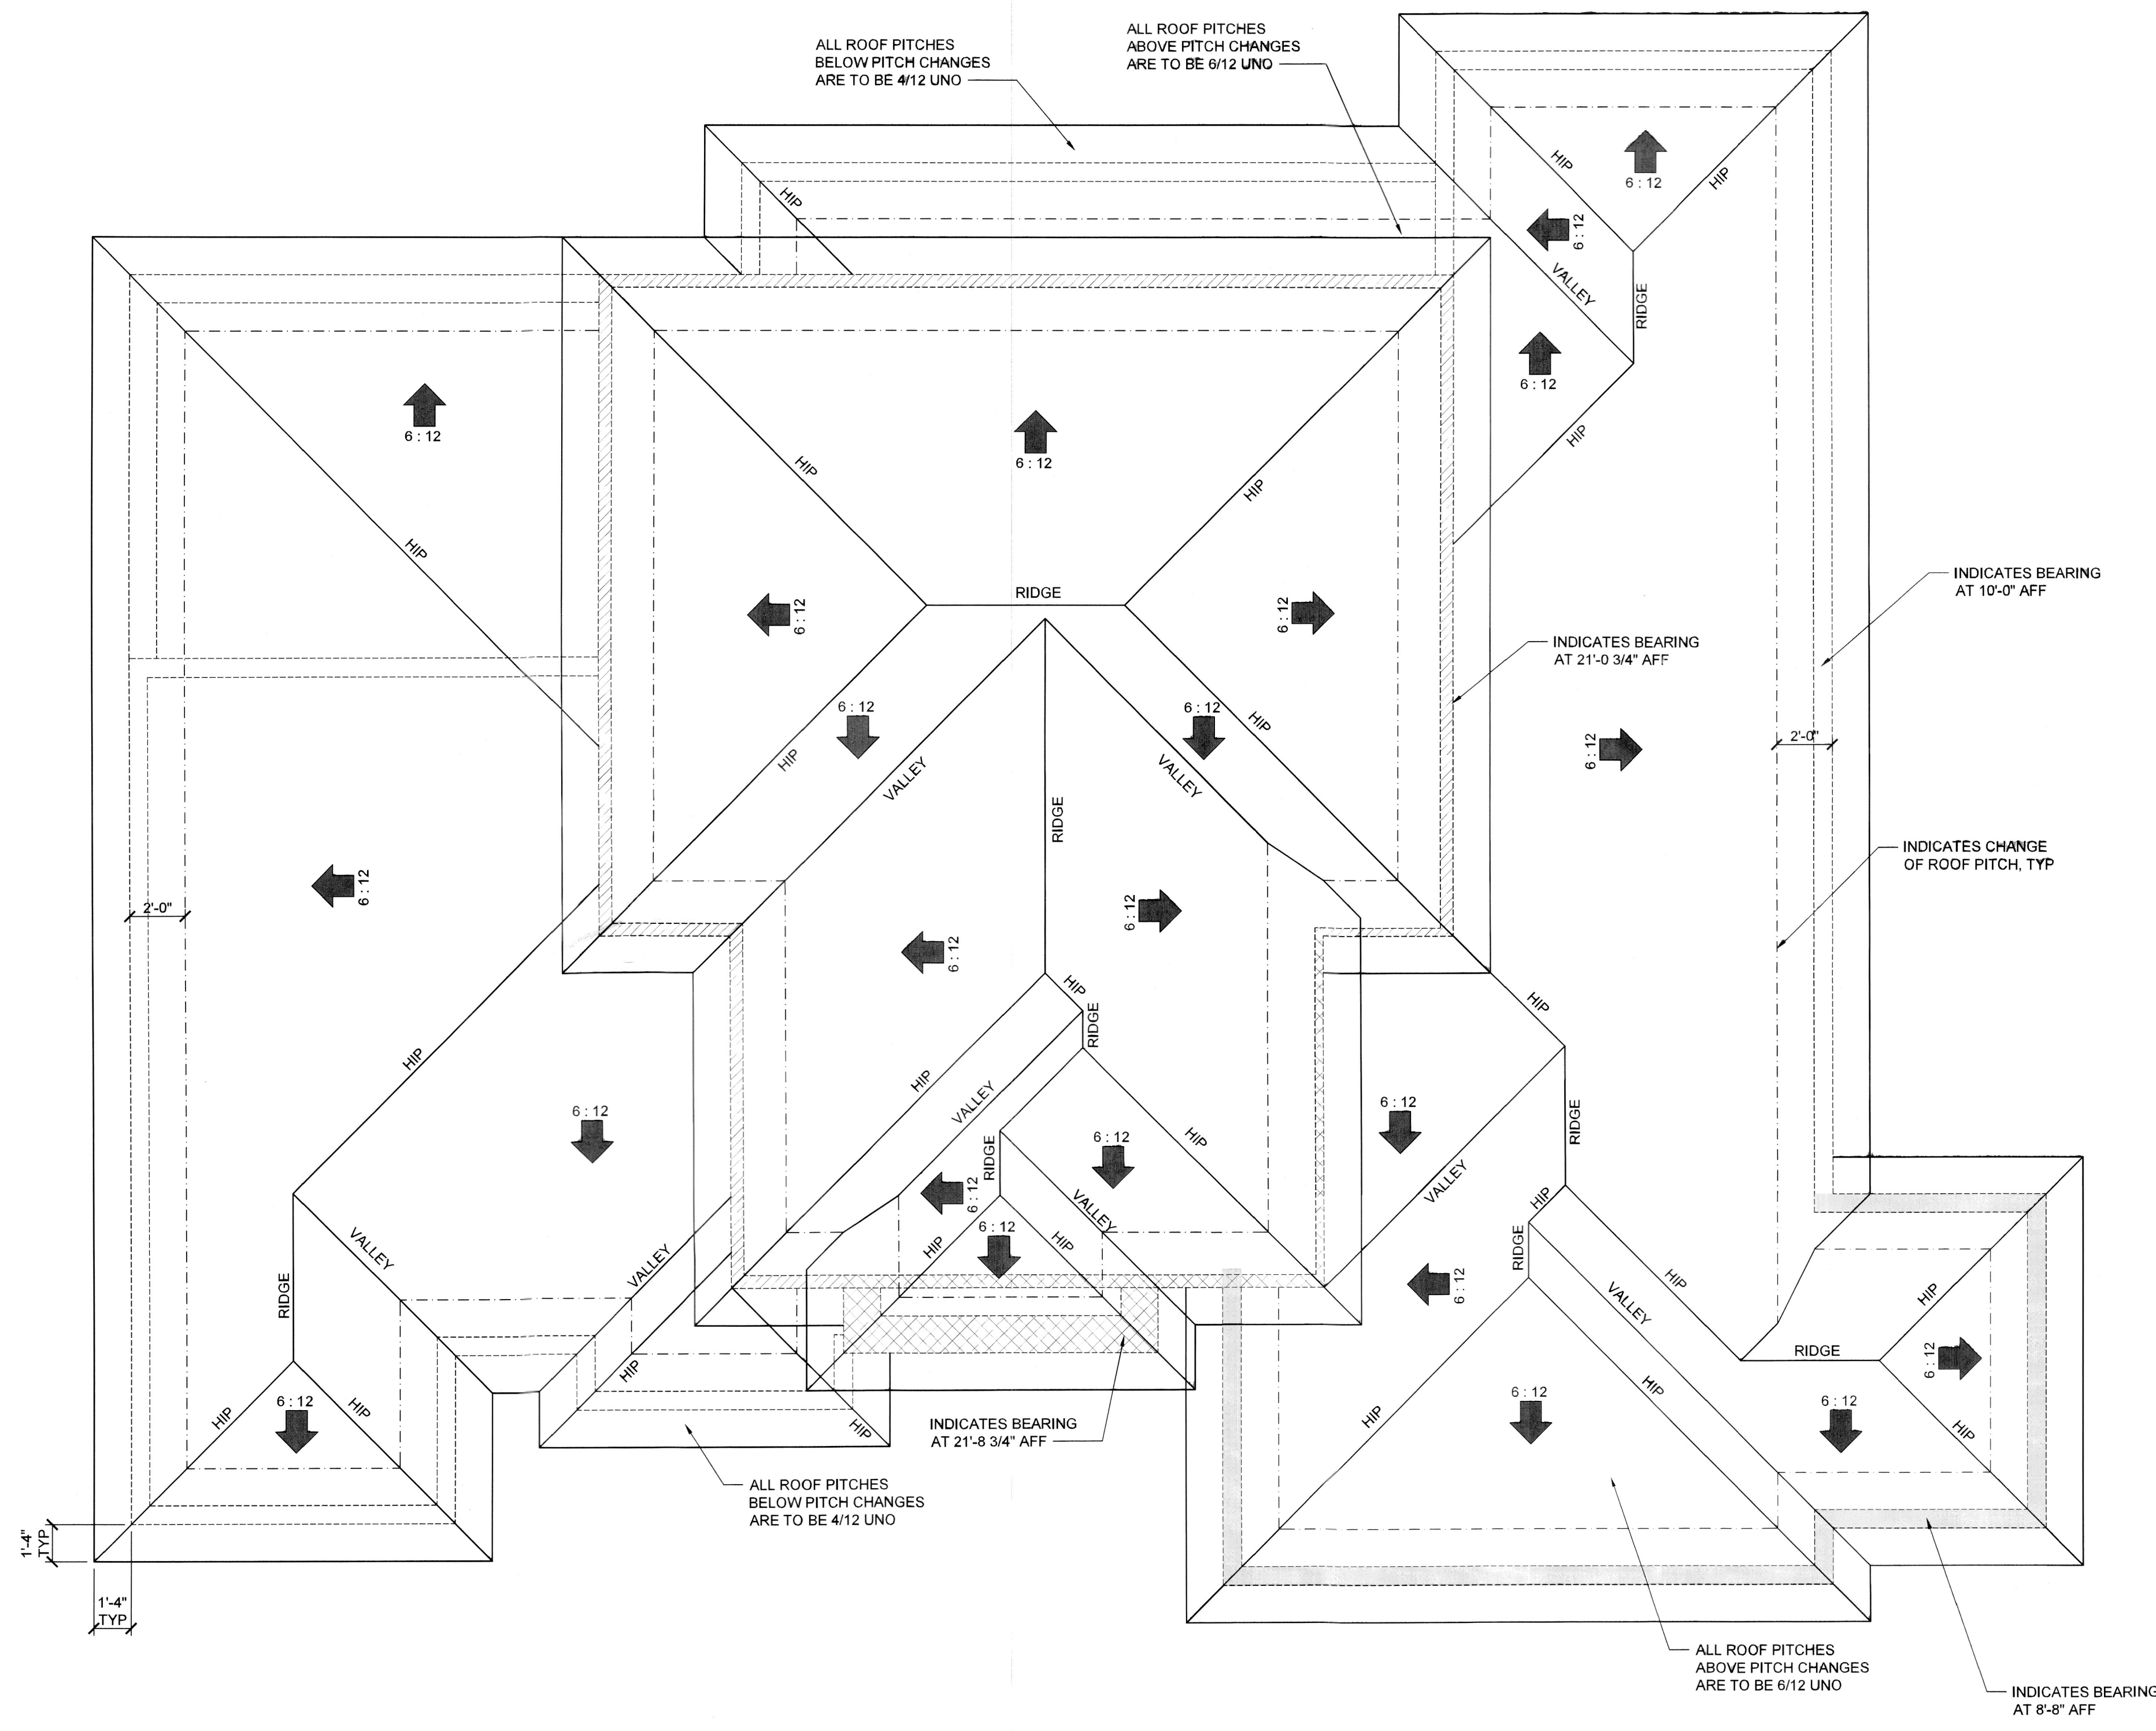 ALL ROOF PITCHES
BELOW PITCH CHANGES
ARE TO BE 4/12 UNO
ALL ROOF PITCHES
ABOVE PITCH CHANGES
ARE TO BE 6/12 UNO
HIP
HIP
6 : 12
HIP
6 : 12
VALLEY
RIDGE
6 : 12
6 : 12
6 : 12
HIP
HIP
HIP
HIP
INDICATES BEARING
AT 10'-0" AFF
RIDGE
6 : 12
6 : 12
INDICATES BEARING
AT 21'-0 3/4" AFF
6 : 12
6 : 12
HIP
HIP
VALLEY
VALLEY
6 : 12
2'-0"
RIDGE
INDICATES CHANGE
OF ROOF PITCH, TYP
6 : 12
2'-0"
6 : 12
6 : 12
HIP
RIDGE
HIP
HIP
HIP
VALLEY
6 : 12
6 : 12
RIDGE
6 : 12
HIP
RIDGE
6 : 12
VALLEY
VALLEY
HIP
6 : 12
HIP
HIP
VALLEY
VALLEY
RIDGE
RIDGE
6 : 12
HIP
VALLEY
HIP
HIP
RIDGE
6 : 12
HIP
6 : 12
HIP
HIP
HIP
6 : 12
HIP
6 : 12
HIP
HIP
INDICATES BEARING
AT 21'-8 3/4" AFF
ALL ROOF PITCHES
BELOW PITCH CHANGES
ARE TO BE 4/12 UNO
1'-4"
TYP
1'-4"
TYP
ALL ROOF PITCHES
ABOVE PITCH CHANGES
ARE TO BE 6/12 UNO
INDICATES BEARING
AT 8'-8" AFF